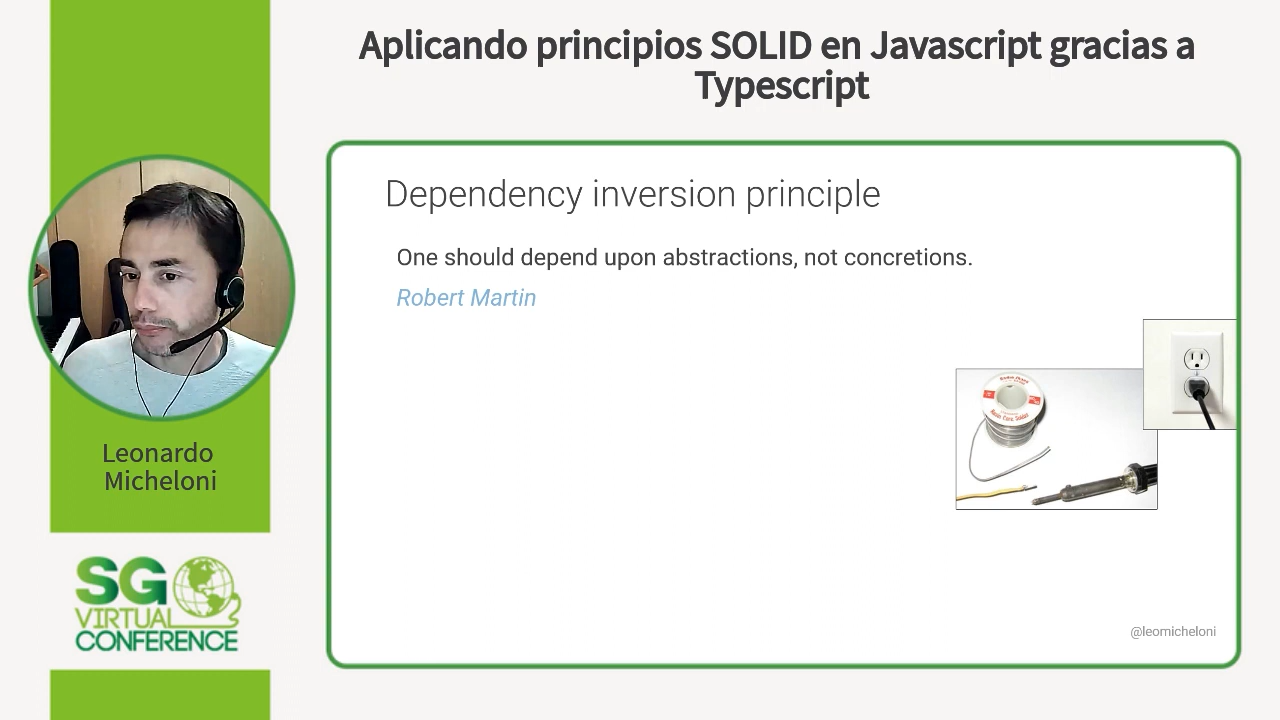 Aplicando principios SOLID en Javascript gracias a
Typescript
Dependency inversion principle
One should depend upon abstractions, not concretions.
Robert Martin
@leomicheloni
Leonardo
Micheloni
SG
VIRTUAL
CONFERENCE